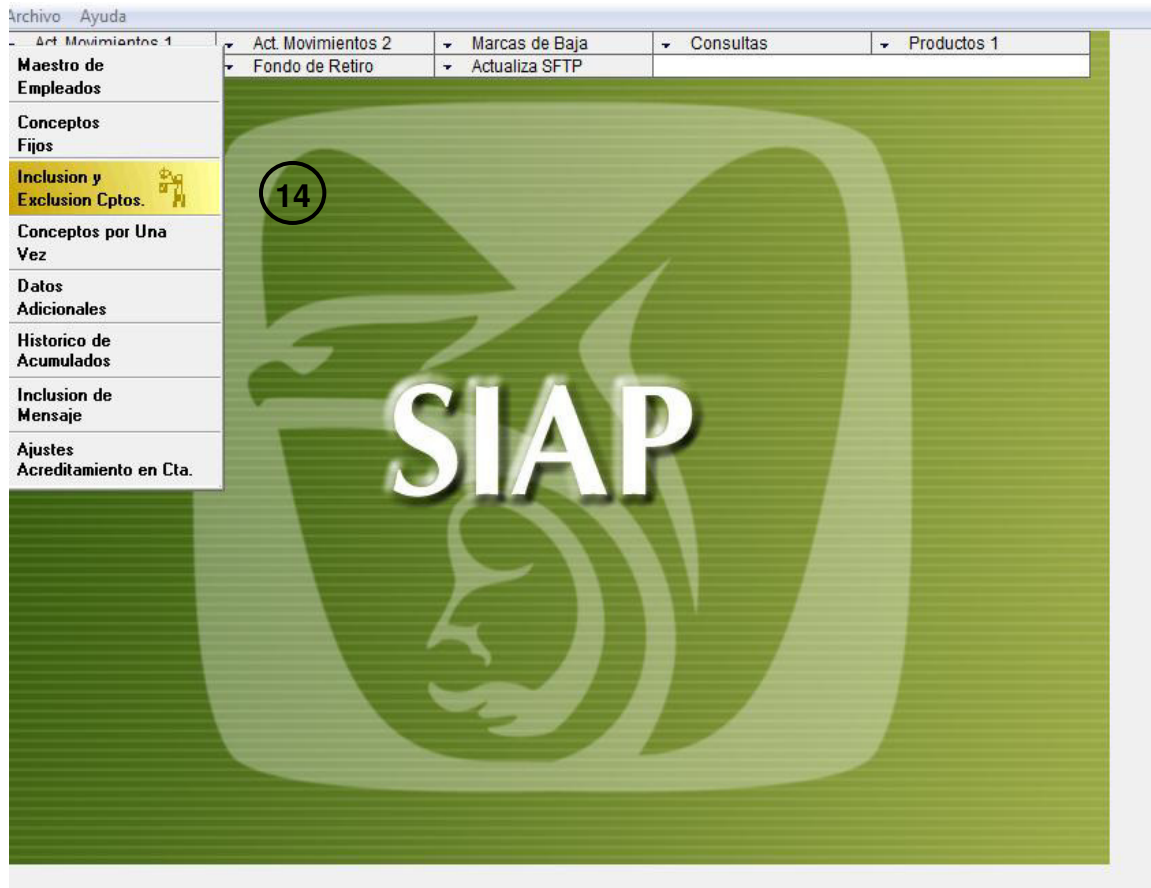 Archivo Ayuda
Act. Movimientos 1 Act. Movimientos 2 Marcas de Baja Consultas Productos 1
Fondo de Retiro Actualiza SFTP
Maestro de
Empleados
Conceptos
Fijos
Inclusion y
Exclusion Cptos.
14
Conceptos por Una
Vez
Datos
Adicionales
Historico de
Acumulados
Inclusion de
Mensaje
Ajustes
Acreditamiento en Cta.
SIAP